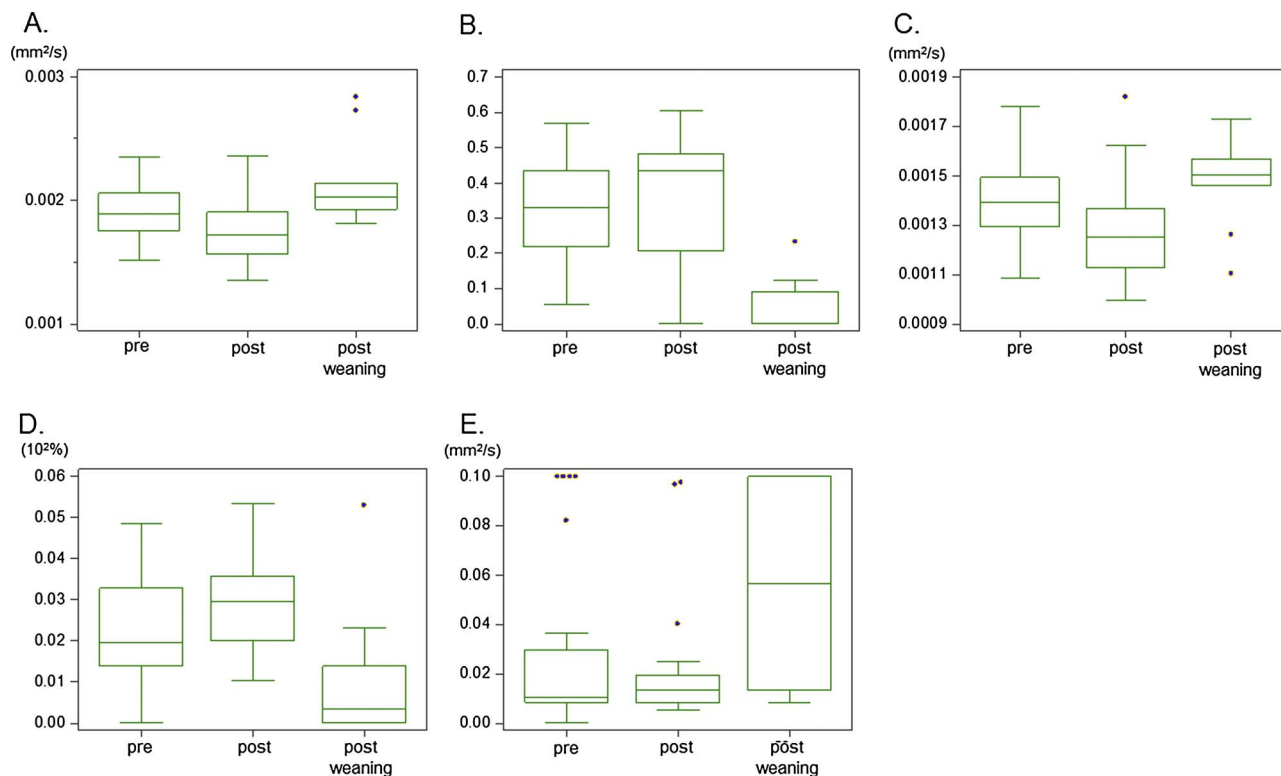 A.
(mm²/s)
0.003
0.002
0.001
pre
post
post
weaning
B.
0.7
0.6
0.5
0.4
0.3
0.2
0.1
0.0
pre
post
post
weaning
C.
(mm²/s)
0.0019
0.0017
0.0015
0.0013
0.0011
0.0009
pre
post
post
weaning
D.
(10²%)
0.06
0.05
0.04
0.03
0.02
0.01
0.00
pre
post
post
weaning
E.
(mm²/s)
0.10
0.08
0.06
0.04
0.02
0.00
pre
post
post
weaning